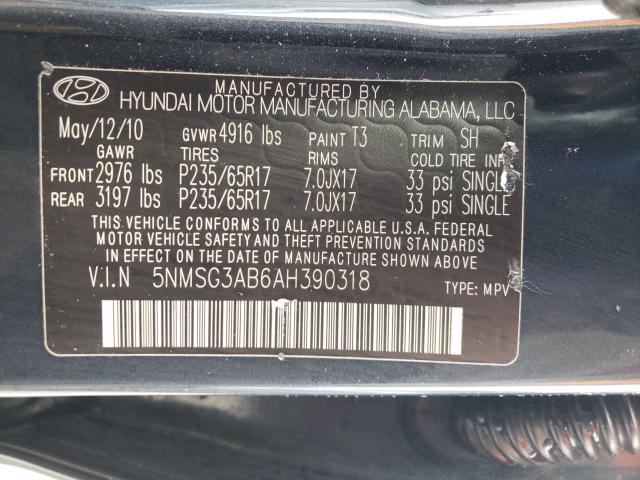 MANUFACTURED BY
HYUNDAI MOTOR MANUFACTURING ALABAMA, LLC
May/12/10 GVWR 4916 lbs PAINT T3 TRIM SH
GAWR TIRES RIMS COLD TIRE INF
FRONT 2976 lbs P235/65R17 7.0JX17 33 psi SINGLE
REAR 3197 lbs P235/65R17 7.0JX17 33 psi SINGLE
THIS VEHICLE CONFORMS TO ALL APPLICABLE U.S.A. FEDERAL
MOTOR VEHICLE SAFETY AND THEFT PREVENTION STANDARDS
IN EFFECT ON THE DATE OF MANUFACTURE SHOWN ABOVE.
V.I.N 5NMSG3AB6AH390318 TYPE: MPV